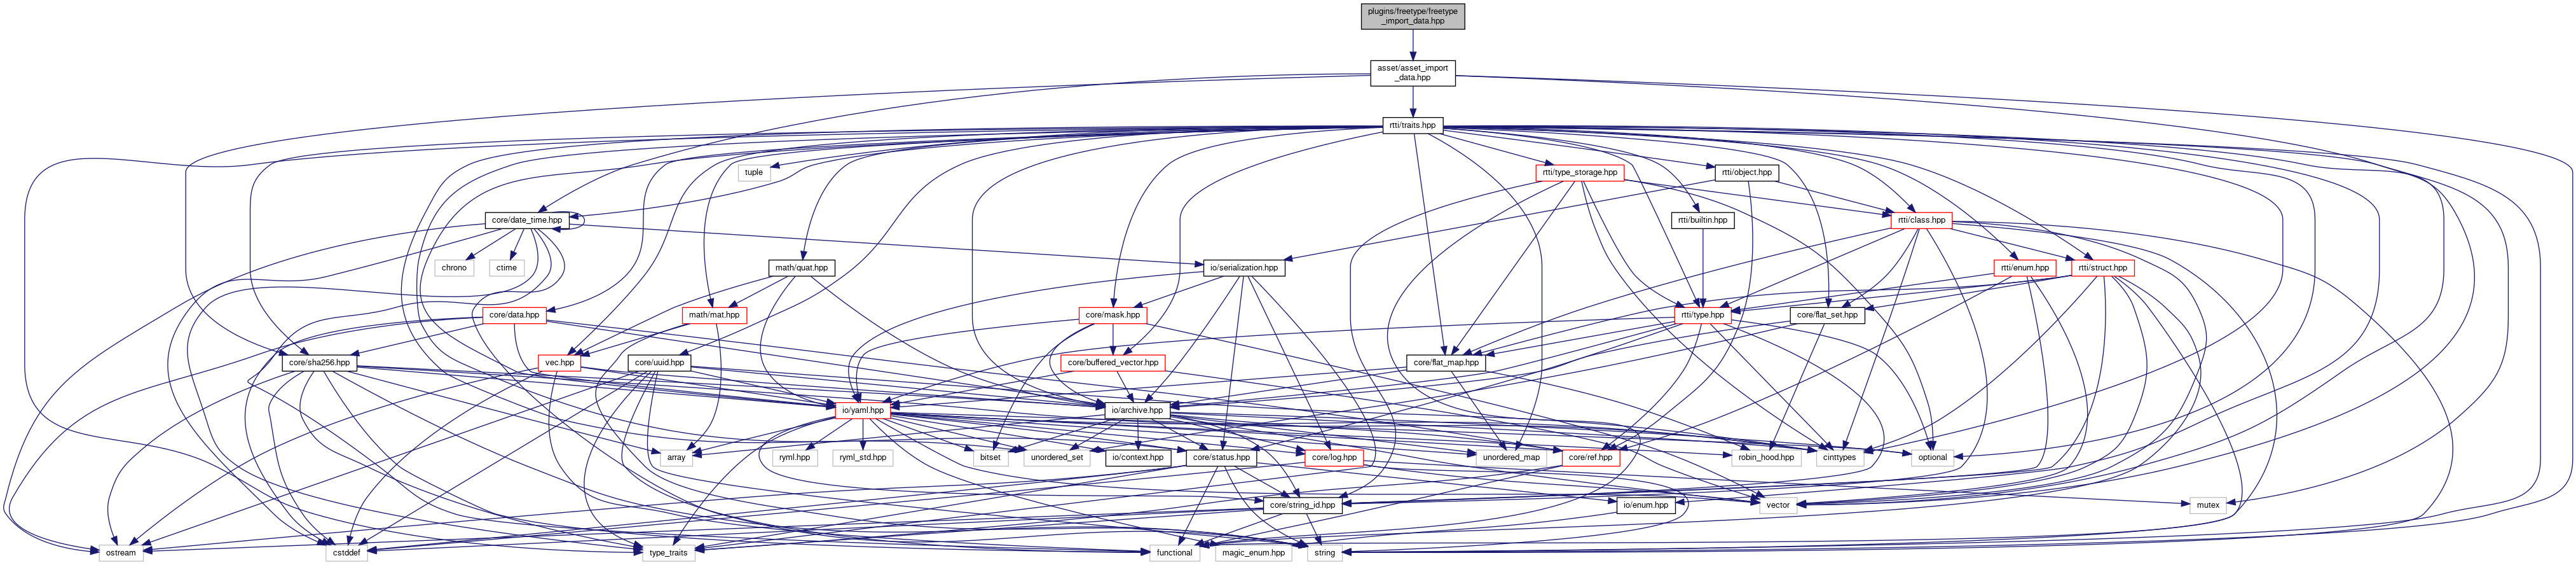 plugins/freetype/freetype
_import_data.hpp
asset/asset_import
_data.hpp
rtti/traits.hpp
tuple
rtti/type_storage.hpp
rtti/object.hpp
core/date_time.hpp
rtti/builtin.hpp
rtti/class.hpp
chrono
ctime
math/quat.hpp
io/serialization.hpp
rtti/enum.hpp
rtti/struct.hpp
core/data.hpp
math/mat.hpp
core/mask.hpp
rtti/type.hpp
core/flat_set.hpp
core/sha256.hpp
vec.hpp
core/uuid.hpp
core/buffered_vector.hpp
core/flat_map.hpp
io/yaml.hpp
io/archive.hpp
array
ryml.hpp
ryml_std.hpp
bitset
unordered_set
io/context.hpp
core/status.hpp
core/log.hpp
unordered_map
core/ref.hpp
robin_hood.hpp
cinttypes
optional
core/string_id.hpp
io/enum.hpp
vector
mutex
ostream
cstddef
type_traits
functional
magic_enum.hpp
string